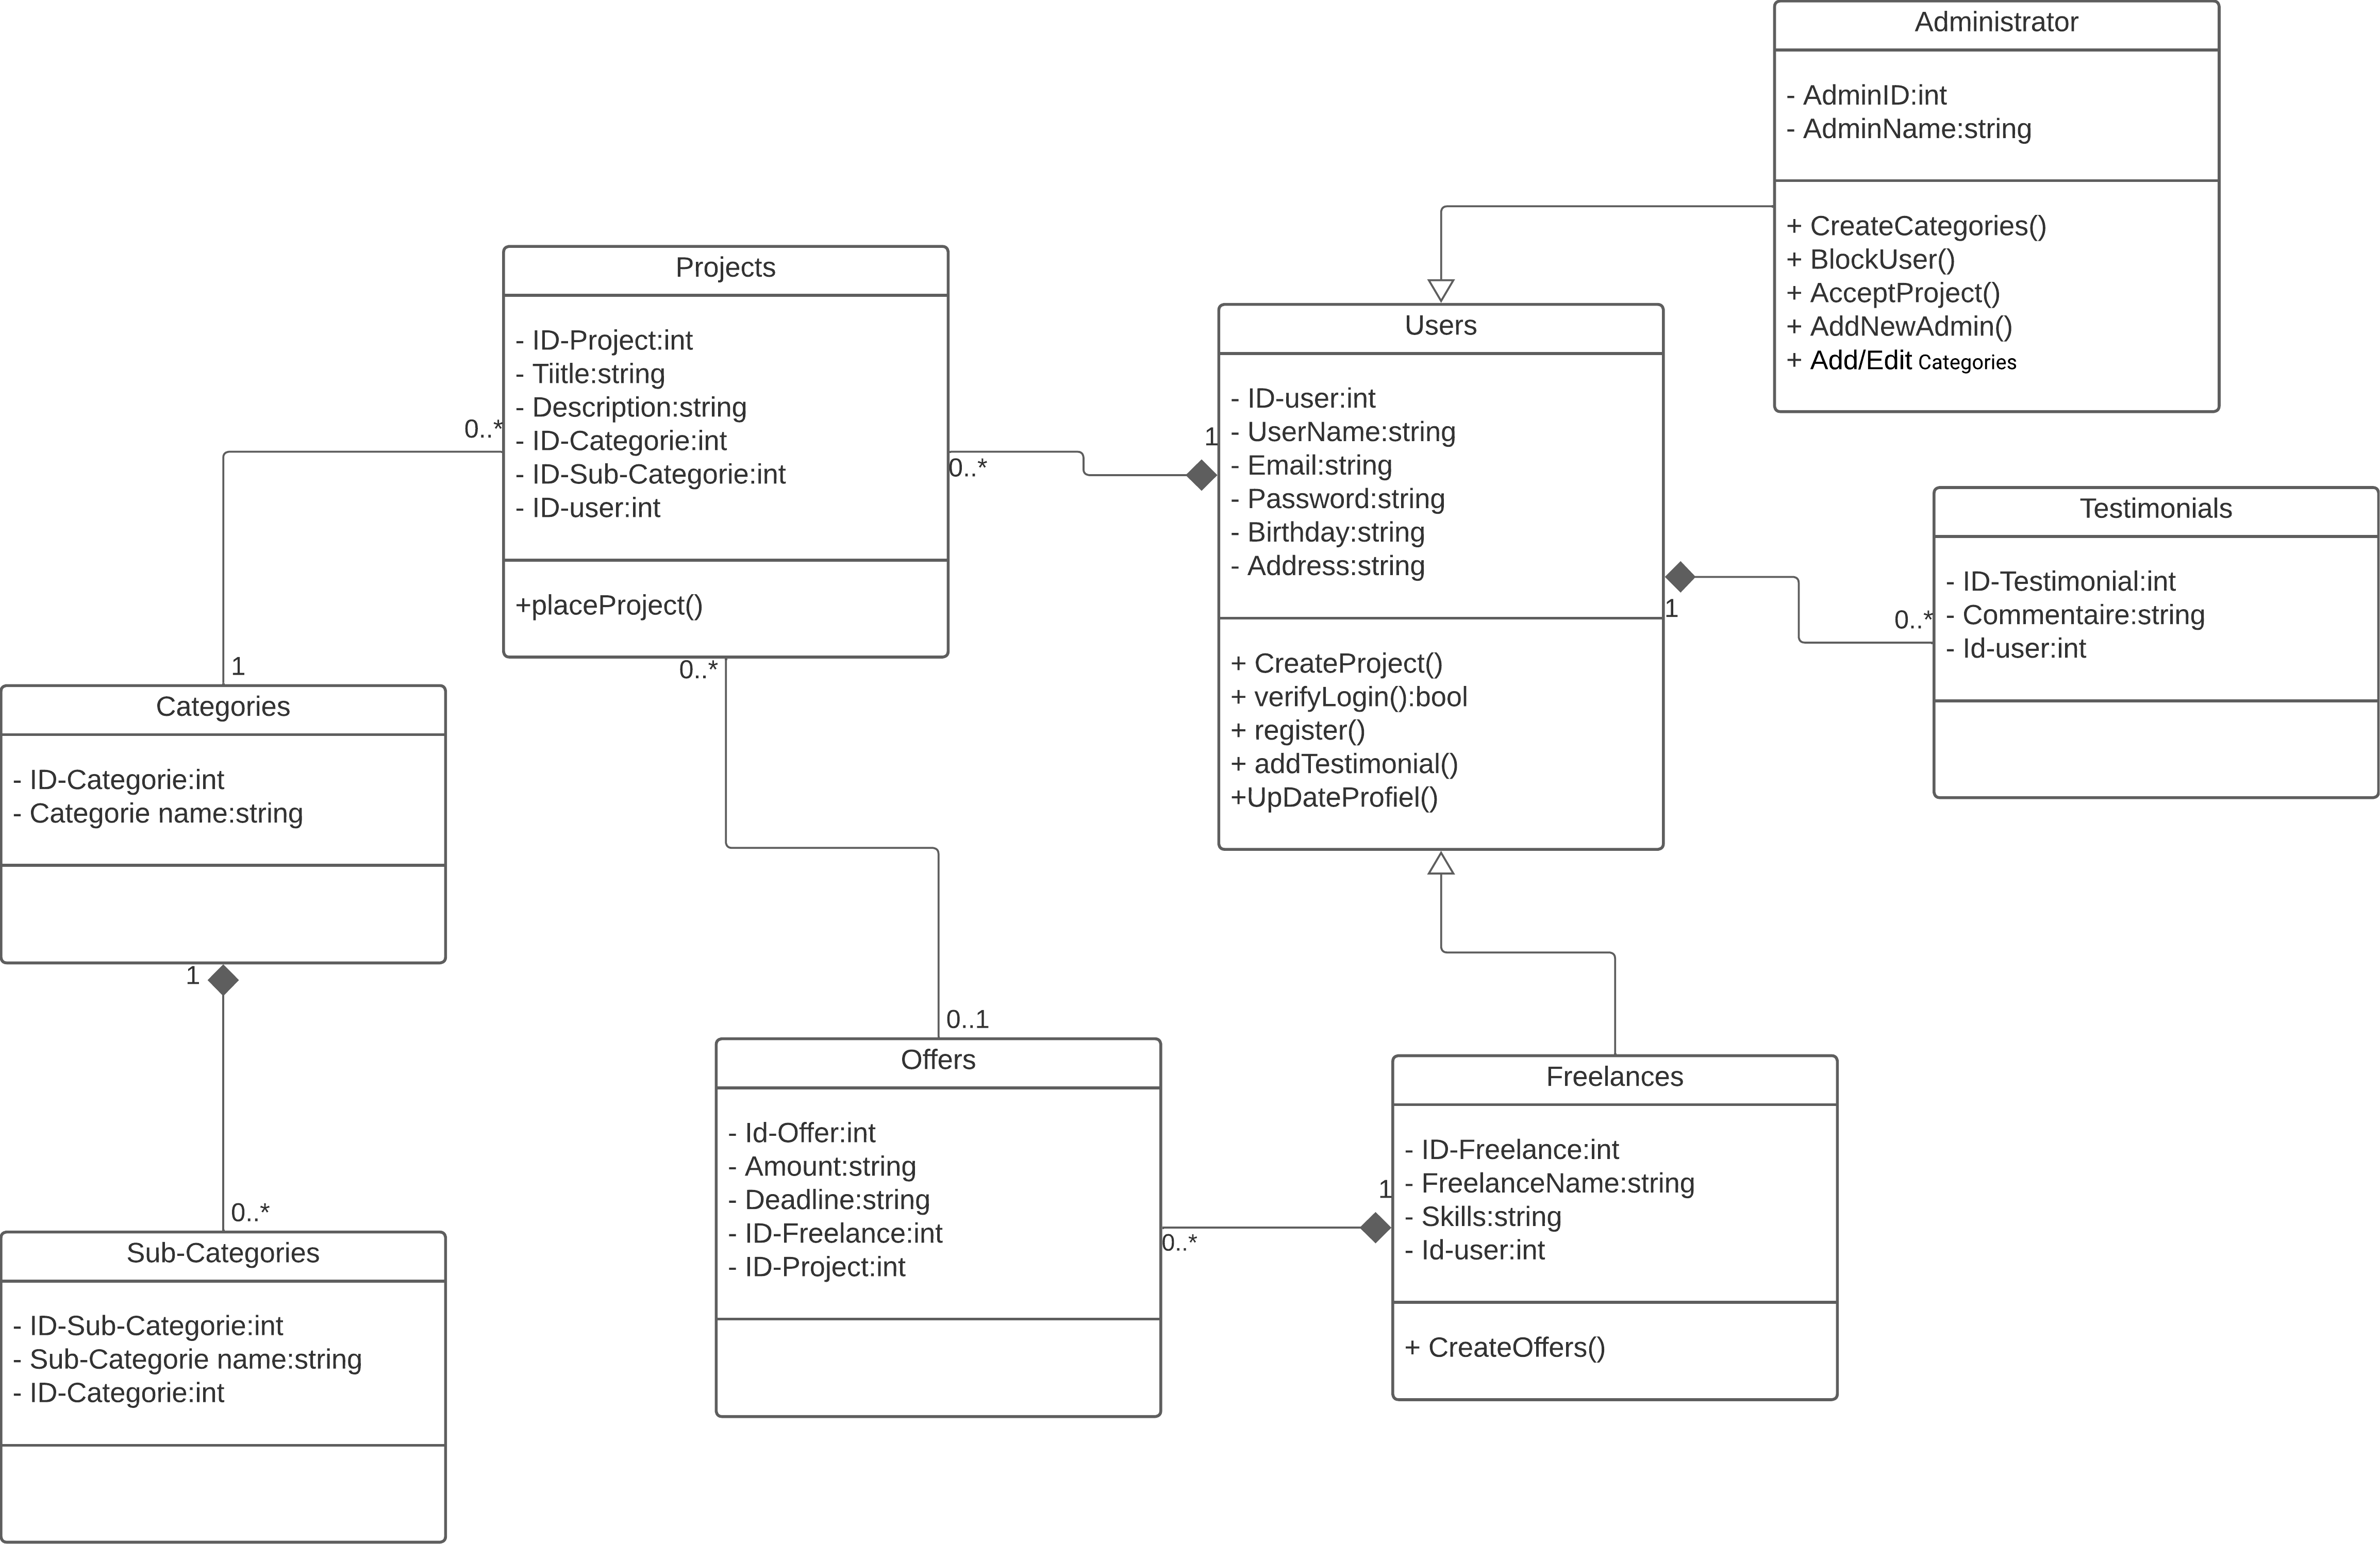 Administrator
- AdminID:int
- AdminName:string
+ CreateCategories()
+ BlockUser()
+ AcceptProject()
+ AddNewAdmin()
+ Add/Edit Categories
Projects
- ID-Project:int
- Tiitle:string
- Description:string
- ID-Categorie:int
- ID-Sub-Categorie:int
- ID-user:int
+placeProject()
0..*
0..*
0..*
1
Users
- ID-user:int
- UserName:string
- Email:string
- Password:string
- Birthday:string
- Address:string
+ CreateProject()
+ verifyLogin():bool
+ register()
+ addTestimonial()
+UpDateProfiel()
1
0..*
Testimonials
- ID-Testimonial:int
- Commentaire:string
- Id-user:int
1
Categories
- ID-Categorie:int
- Categorie name:string
1
0..*
Sub-Categories
- ID-Sub-Categorie:int
- Sub-Categorie name:string
- ID-Categorie:int
0..1
Offers
- Id-Offer:int
- Amount:string
- Deadline:string
- ID-Freelance:int
- ID-Project:int
0..*
1
Freelances
- ID-Freelance:int
- FreelanceName:string
- Skills:string
- Id-user:int
+ CreateOffers()